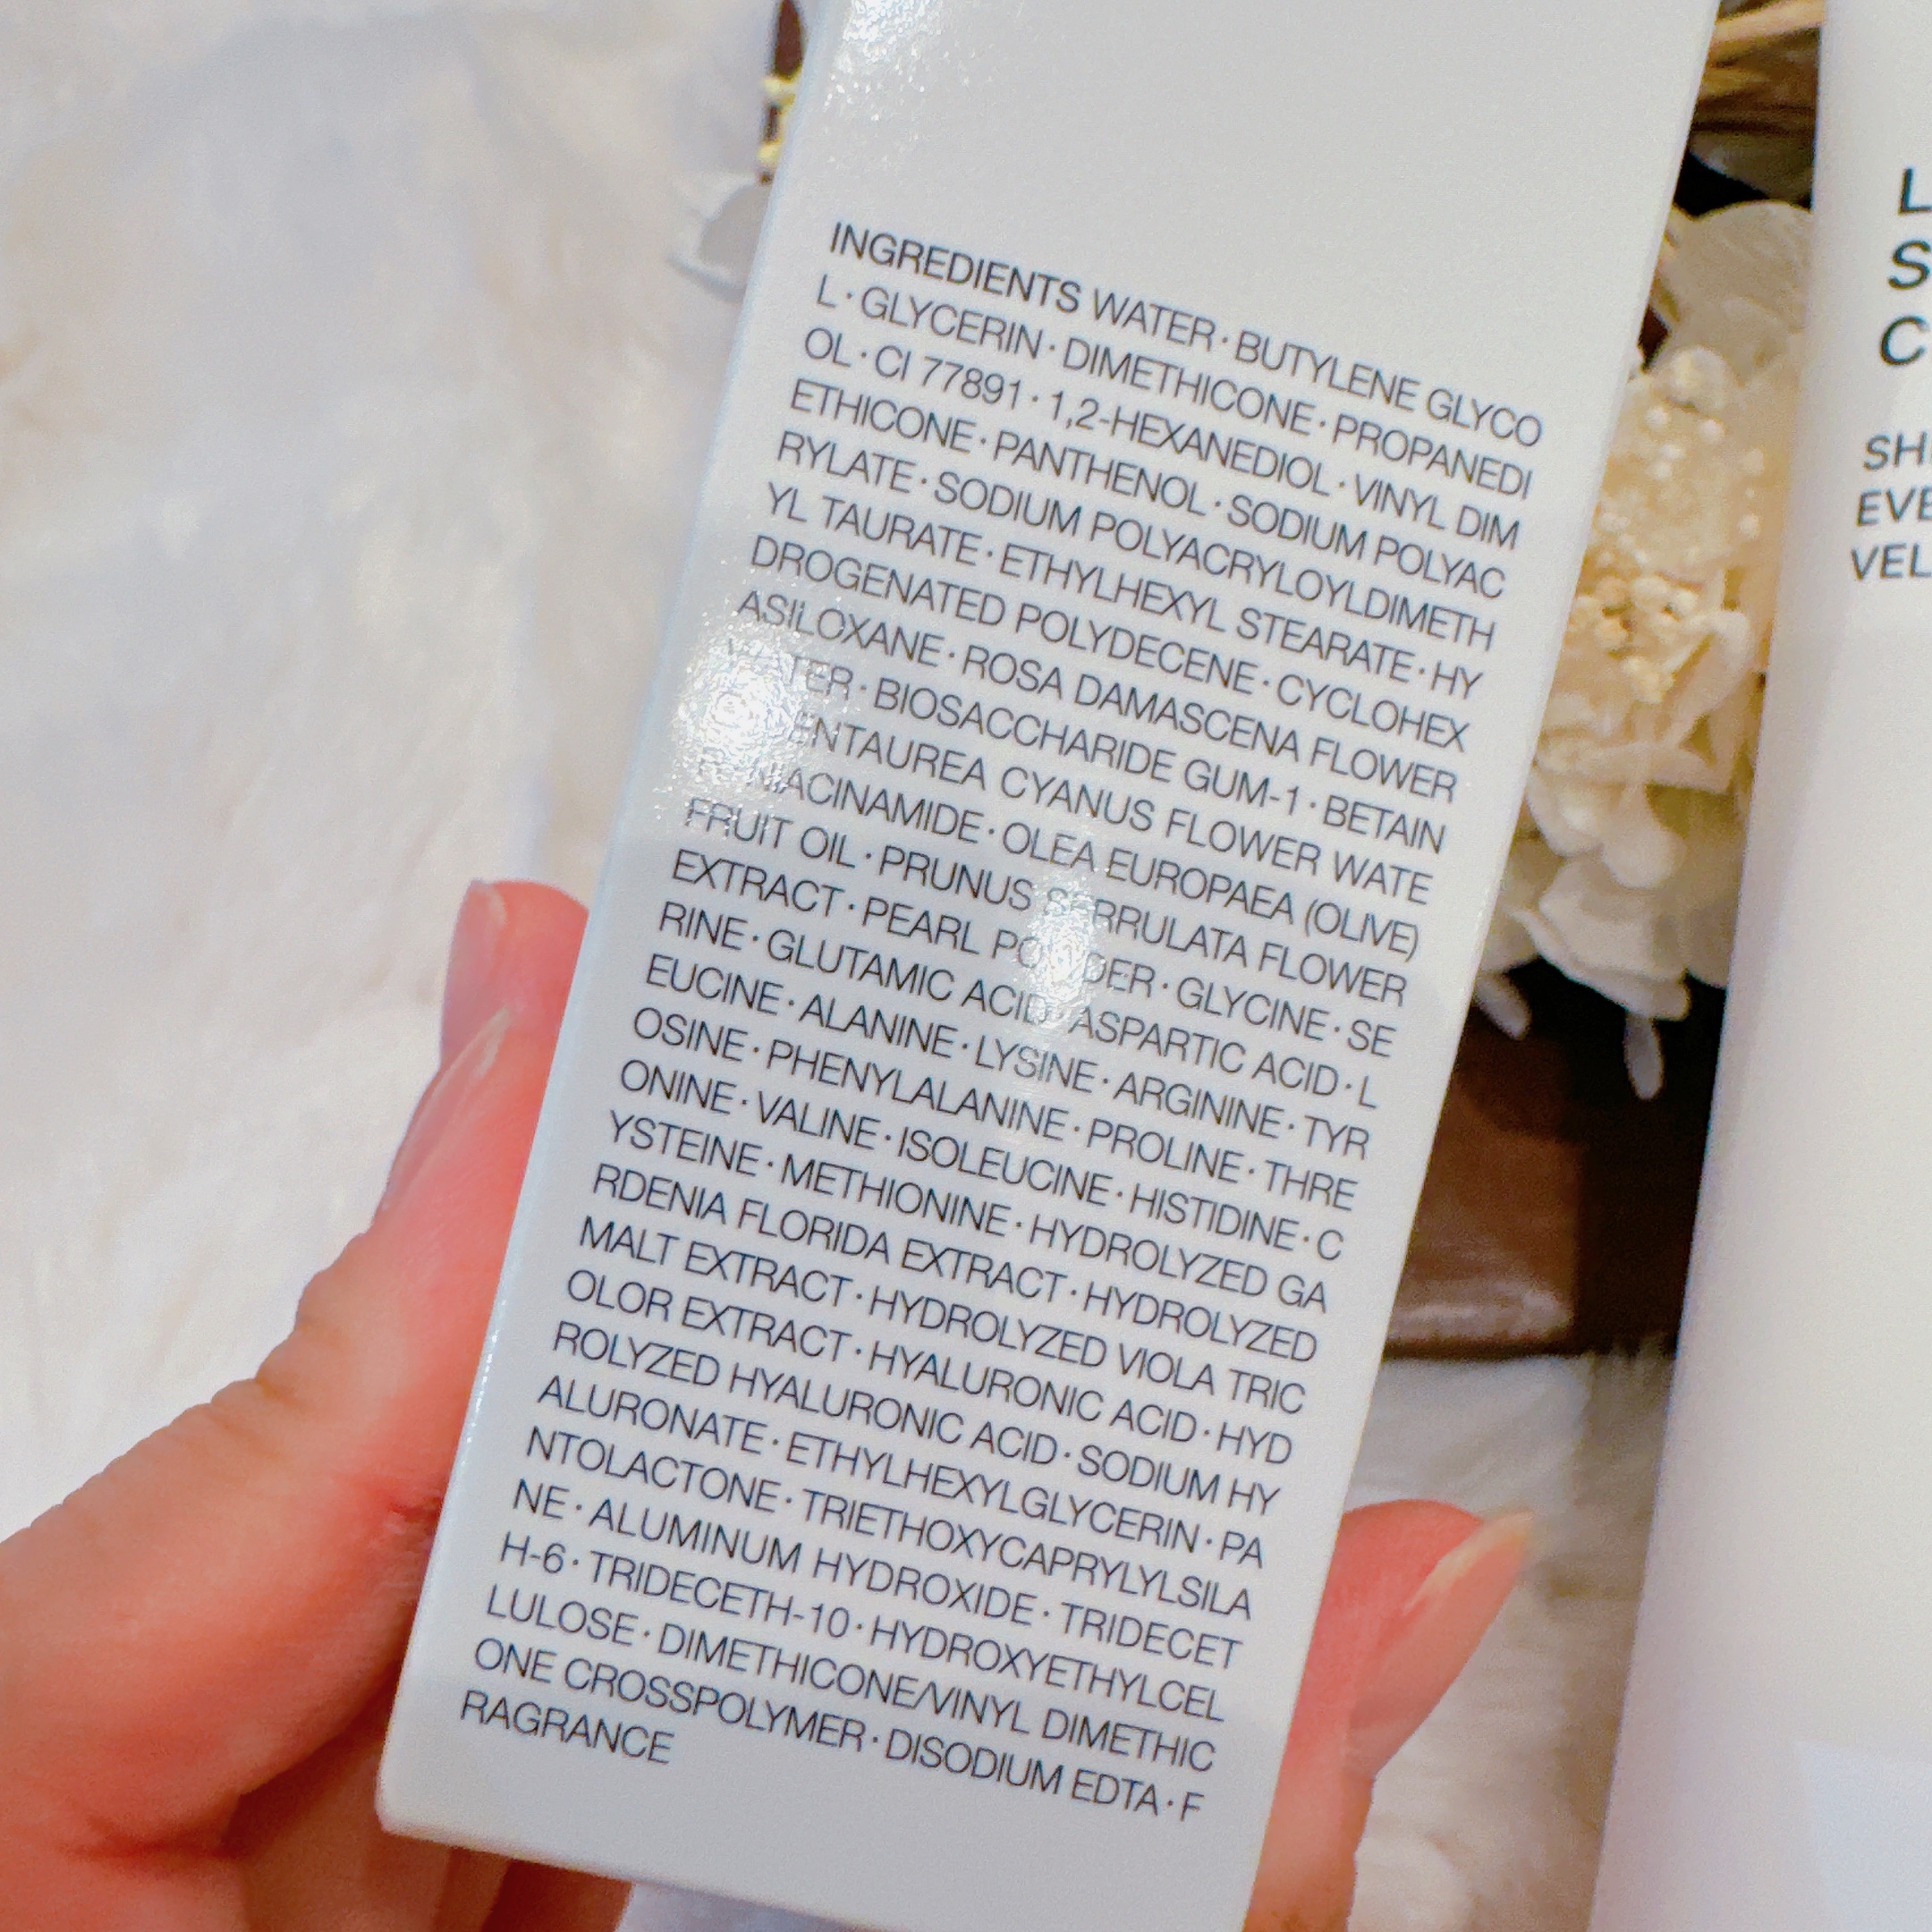 INGREDIENTS WATER · BUTYLENE GLYCO
L · GLYCERIN · DIMETHICONE · PROPANEDI
OL · CI 77891 · 1,2-HEXANEDIOL · VINYL DIM
ETHICONE · PANTHENOL · SODIUM POLYAC
RYLATE · SODIUM POLYACRYLOYLDIMETH
YL TAURATE · ETHYLHEXYL STEARATE · HY
DROGENATED POLYDECENE · CYCLOHEX
ASILOXANE · ROSA DAMASCENA FLOWER
WATER · BIOSACCHARIDE GUM-1 · BETAIN
CENTAUREA CYANUS FLOWER WATE
NIACINAMIDE · OLEA EUROPAEA (OLIVE)
FRUIT OIL · PRUNUS SERRULATA FLOWER
EXTRACT · PEARL POWDER · GLYCINE · SE
RINE · GLUTAMIC ACID · ASPARTIC ACID · L
EUCINE · ALANINE · LYSINE · ARGININE · TYR
OSINE · PHENYLALANINE · PROLINE · THRE
ONINE · VALINE · ISOLEUCINE · HISTIDINE · C
YSTEINE · METHIONINE · HYDROLYZED GA
RDENIA FLORIDA EXTRACT · HYDROLYZED
MALT EXTRACT · HYDROLYZED VIOLA TRIC
OLOR EXTRACT · HYALURONIC ACID · HYD
ROLYZED HYALURONIC ACID · SODIUM HY
ALURONATE · ETHYLHEXYLGLYCERIN · PA
NTOLACTONE · TRIETHOXYCAPRYLYLSILA
NE · ALUMINUM HYDROXIDE · TRIDECET
H-6 · TRIDECETH-10 · HYDROXYETHYLCEL
LULOSE · DIMETHICONE/VINYL DIMETHIC
ONE CROSSPOLYMER · DISODIUM EDTA · F
RAGRANCE
L
S
C
SH
EVE
VEL